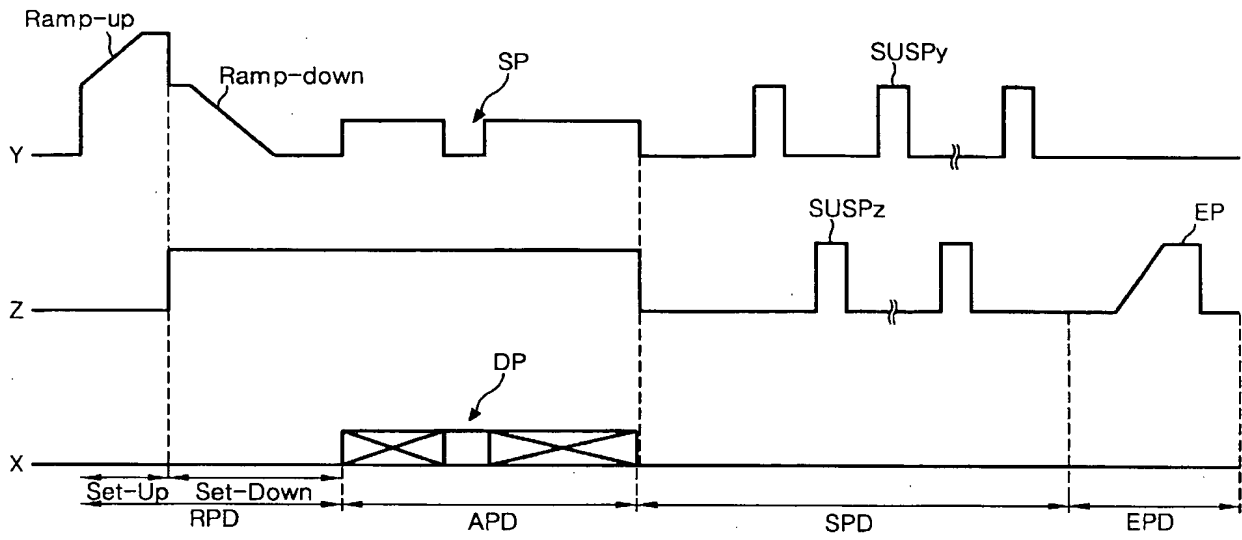 Ramp-up
Ramp-down
SP
SUSPy
Y
SUSPz
EP
Z
DP
X
Set-Up
Set-Down
RPD
APD
SPD
EPD